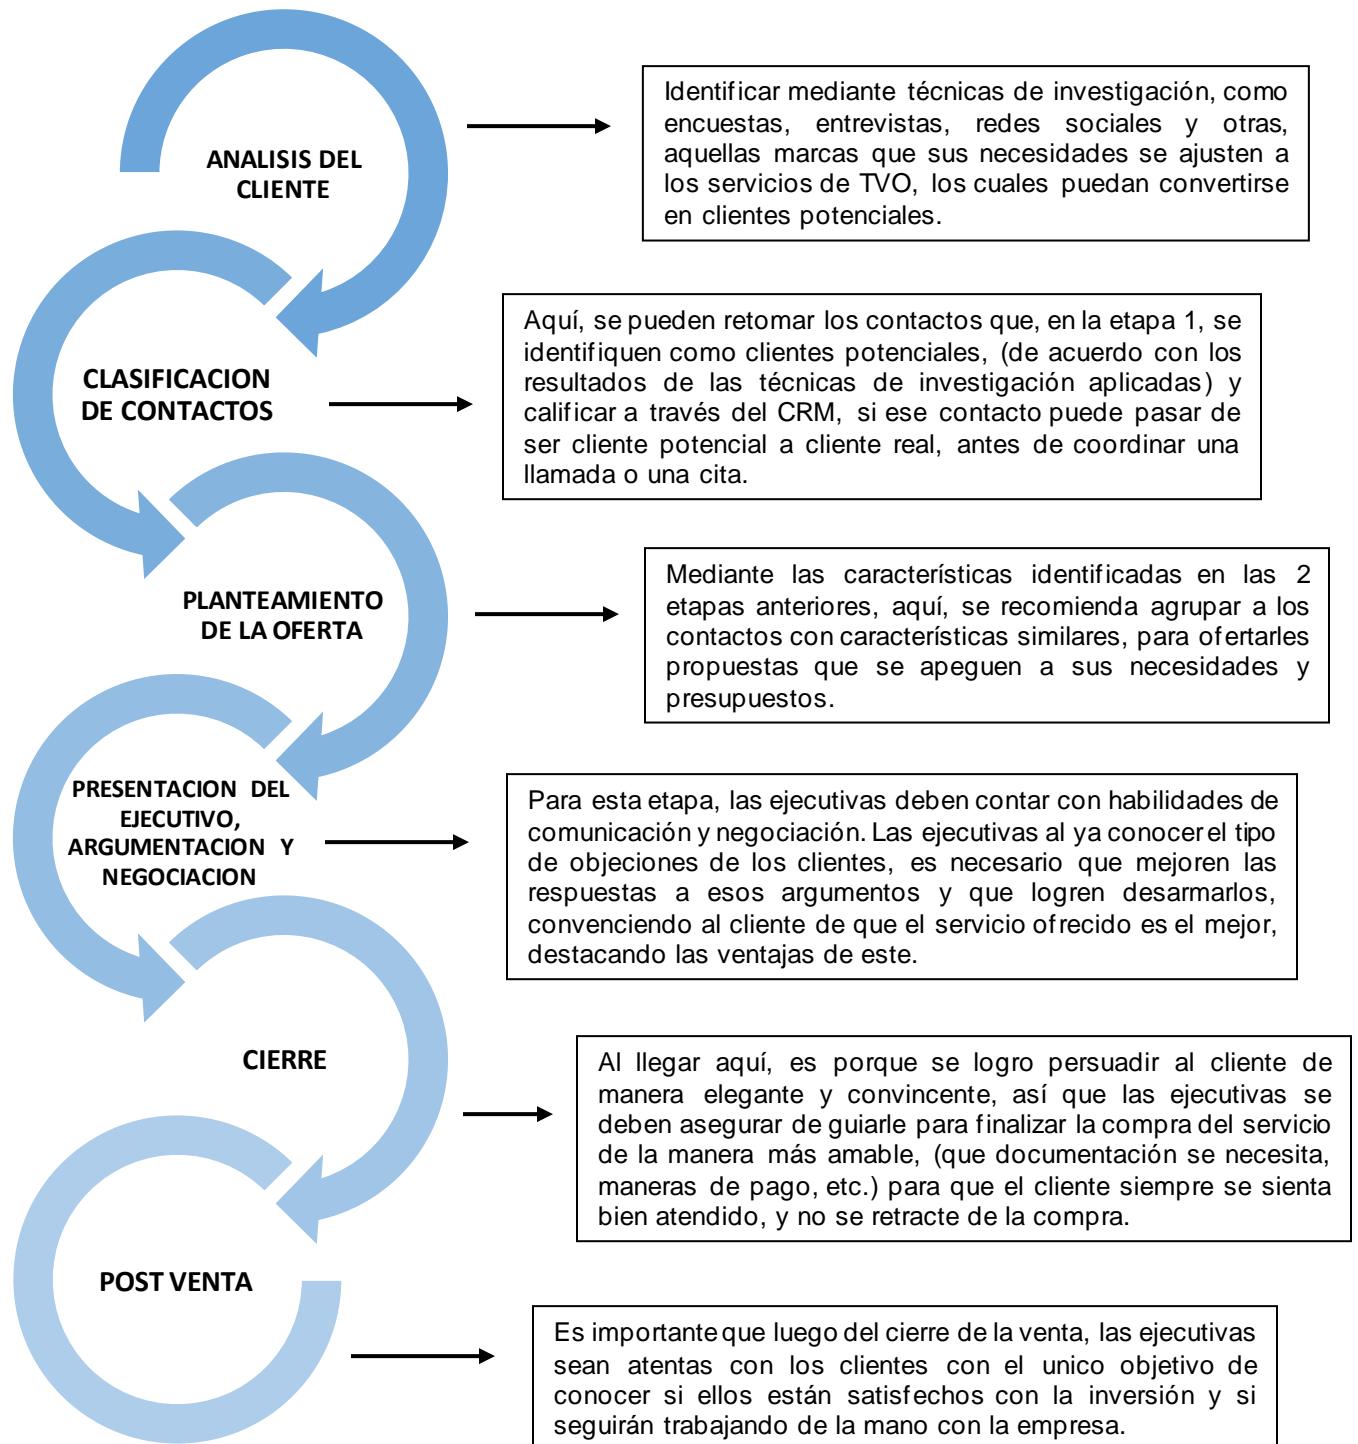 ANALISIS DEL
CLIENTE
Identificar mediante técnicas de investigación, como
encuestas, entrevistas, redes sociales y otras,
aquellas marcas que sus necesidades se ajusten a
los servicios de TVO, los cuales puedan convertirse
en clientes potenciales.
CLASIFICACION
DE CONTACTOS
Aquí, se pueden retomar los contactos que, en la etapa 1, se
identifiquen como clientes potenciales, (de acuerdo con los
resultados de las técnicas de investigación aplicadas) y
calificar a través del CRM, si ese contacto puede pasar de
ser cliente potencial a cliente real, antes de coordinar una
llamada o una cita.
PLANTEAMIENTO
DE LA OFERTA
Mediante las características identificadas en las 2
etapas anteriores, aquí, se recomienda agrupar a los
contactos con características similares, para ofertarles
propuestas que se apeguen a sus necesidades y
presupuestos.
PRESENTACION DEL
EJECUTIVO,
ARGUMENTACION Y
NEGOCIACION
Para esta etapa, las ejecutivas deben contar con habilidades de
comunicación y negociación. Las ejecutivas al ya conocer el tipo
de objeciones de los clientes, es necesario que mejoren las
respuestas a esos argumentos y que logren desarmarlos,
convenciendo al cliente de que el servicio ofrecido es el mejor,
destacando las ventajas de este.
CIERRE
Al llegar aquí, es porque se logro persuadir al cliente de
manera elegante y convincente, así que las ejecutivas se
deben asegurar de guiarle para finalizar la compra del servicio
de la manera más amable, (que documentación se necesita,
maneras de pago, etc.) para que el cliente siempre se sienta
bien atendido, y no se retracte de la compra.
POST VENTA
Es importante que luego del cierre de la venta, las ejecutivas
sean atentas con los clientes con el unico objetivo de
conocer si ellos están satisfechos con la inversión y si
seguirán trabajando de la mano con la empresa.